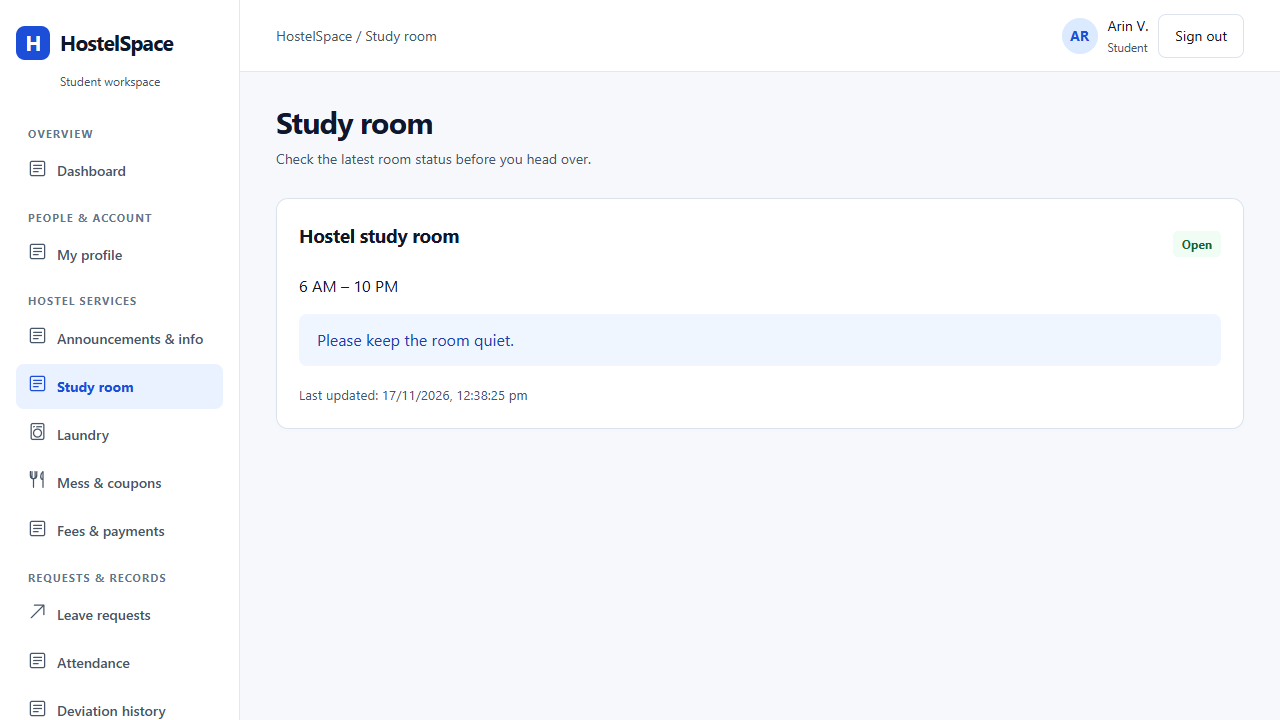 H HostelSpace
Student workspace
OVERVIEW
Dashboard
PEOPLE & ACCOUNT
My profile
HOSTEL SERVICES
Announcements & info
Study room
Laundry
Mess & coupons
Fees & payments
REQUESTS & RECORDS
Leave requests
Attendance
Deviation history
HostelSpace / Study room
AR
Arin V.
Student
Sign out
Study room
Check the latest room status before you head over.
Hostel study room
Open
6 AM – 10 PM
Please keep the room quiet.
Last updated: 17/11/2026, 12:38:25 pm